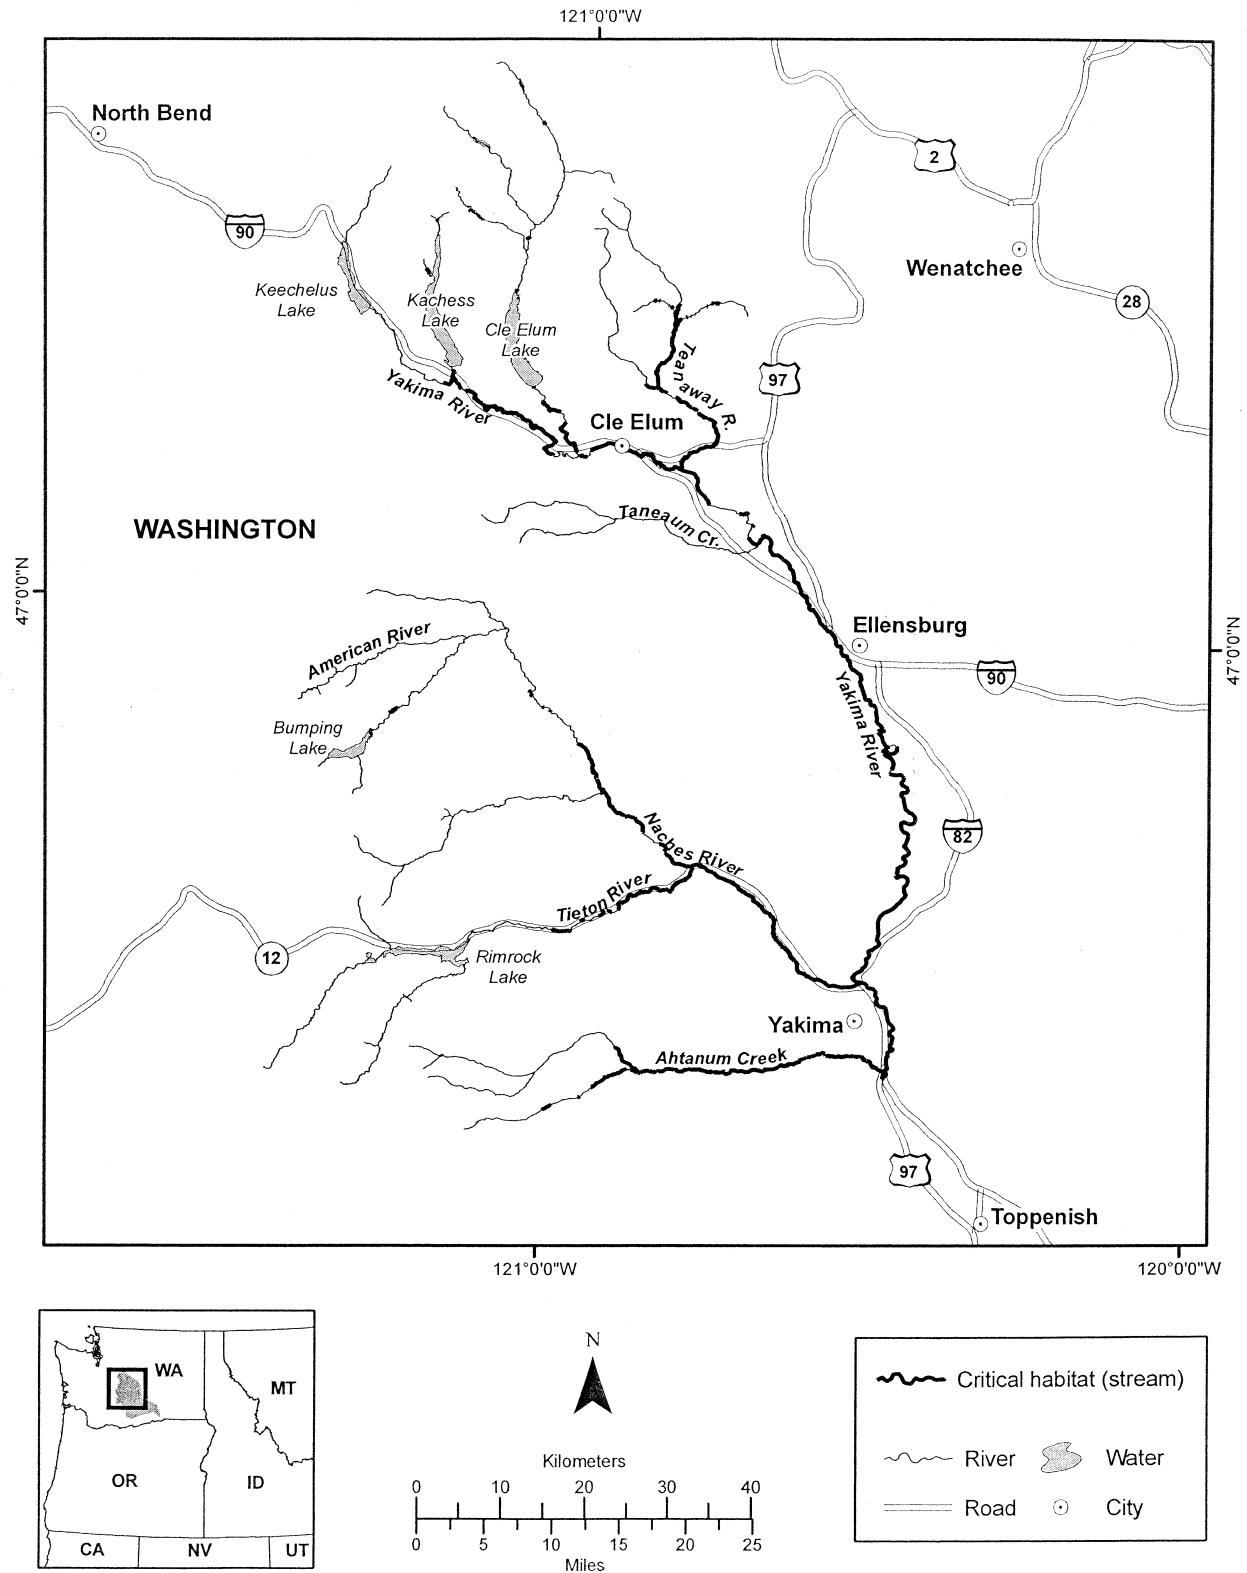 121°0'0"W
North Bend
2
90
Wenatchee
Keechelus
Lake
Kachess
Lake
28
Cle Elum
Lake
Teanaway R.
97
Yakima River
Cle Elum
Taneaum Cr.
WASHINGTON
47°0'0"N
47°0'0"N
American River
Ellensburg
90
Yakima River
Bumping
Lake
82
Naches River
Tieton River
12
Rimrock
Lake
Yakima
Ahtanum Creek
97
Toppenish
121°0'0"W
120°0'0"W
WA
MT
OR
ID
CA
NV
UT
N
Kilometers
0 10 20 30 40
0 5 10 15 20 25
Miles
Critical habitat (stream)
River
Water
Road
City